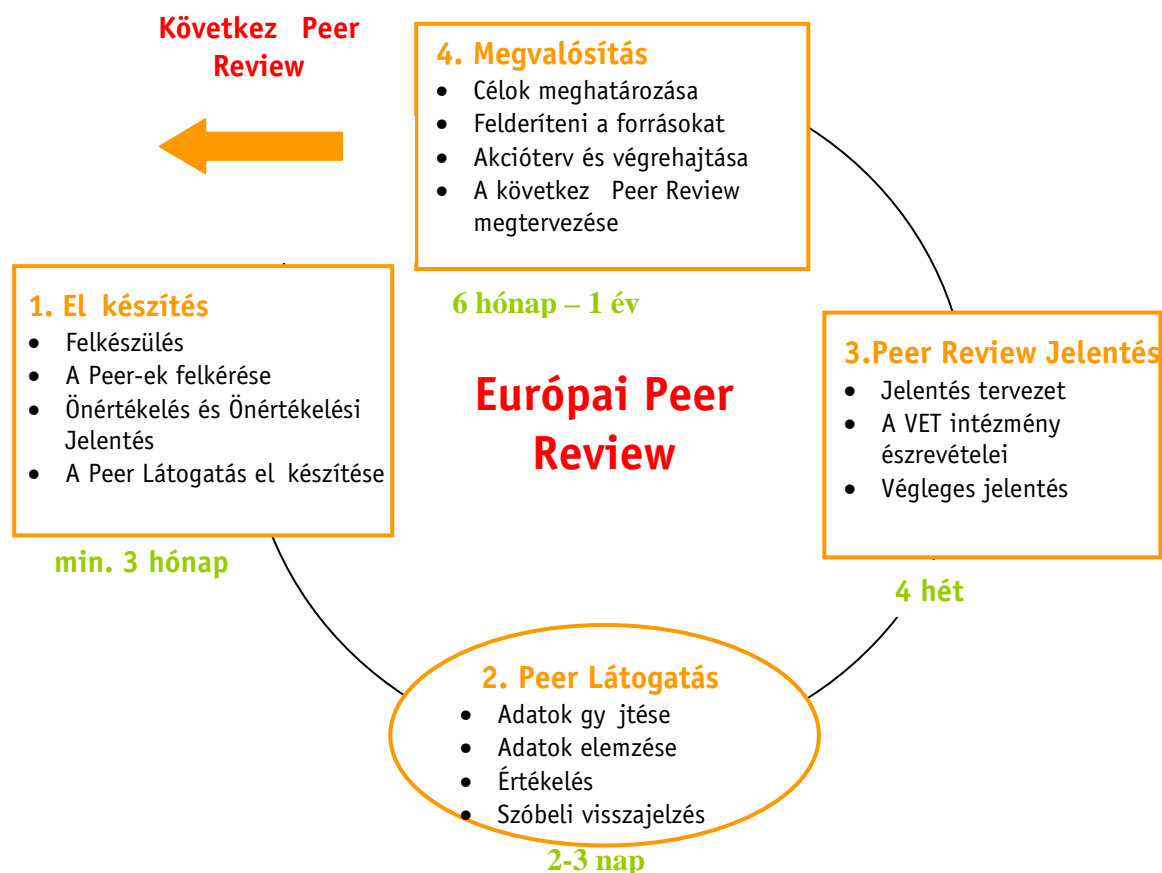 Következ Peer
Review
4. Megvalósítás
• Célok meghatározása
• Felderíteni a forrásokat
• Akcióterv és végrehajtása
• A következ Peer Review
megtervezése
6 hónap – 1 év
1. El készítés
• Felkészülés
• A Peer-ek felkérése
• Önértékelés és Önértékelési
Jelentés
• A Peer Látogatás el készítése
min. 3 hónap
Európai Peer
Review
3.Peer Review Jelentés
• Jelentés tervezet
• A VET intézmény
észrevételei
• Végleges jelentés
4 hét
2. Peer Látogatás
• Adatok gy jtése
• Adatok elemzése
• Értékelés
• Szóbeli visszajelzés
2-3 nap